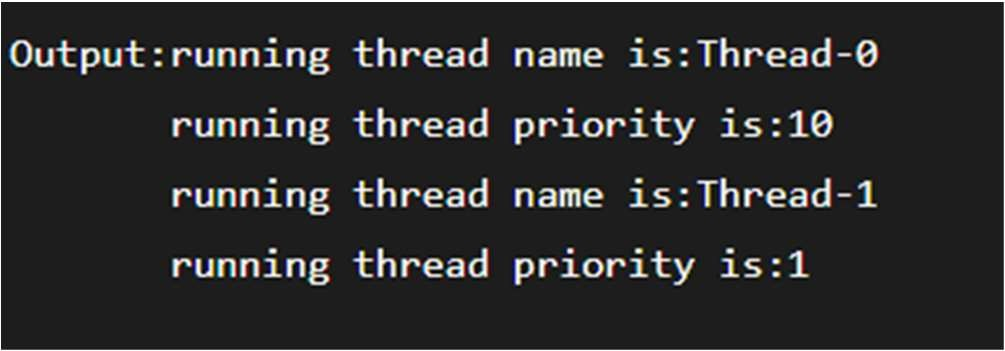 Output:running thread name is:Thread-0
running thread priority is:10
running thread name is:Thread-1
running thread priority is:1